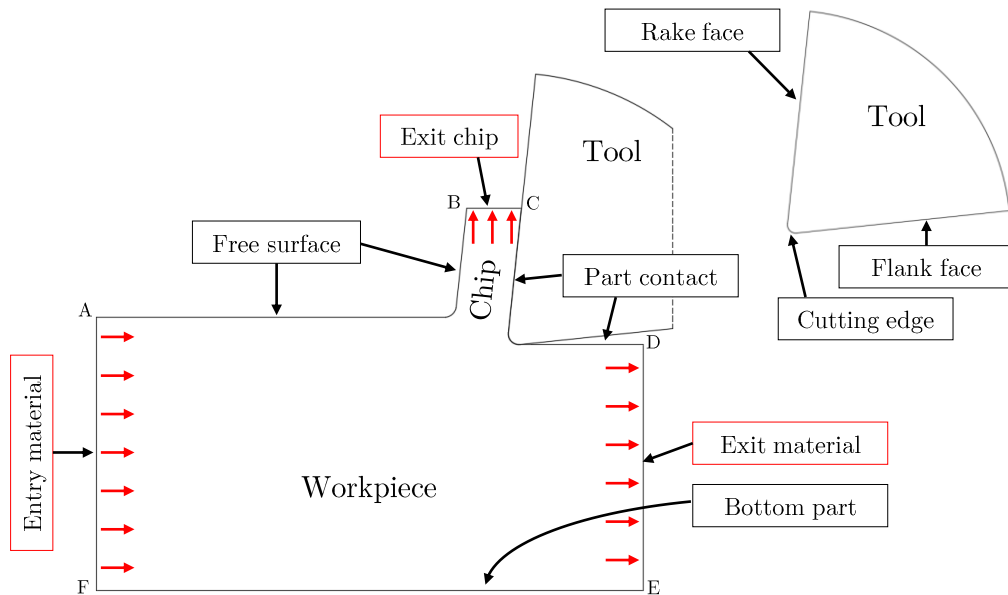 Rake face
Tool
Exit chip
Tool
B
C
Free surface
Chip
Part contact
Flank face
A
Cutting edge
D
Entry material
Exit material
Workpiece
Bottom part
F
E